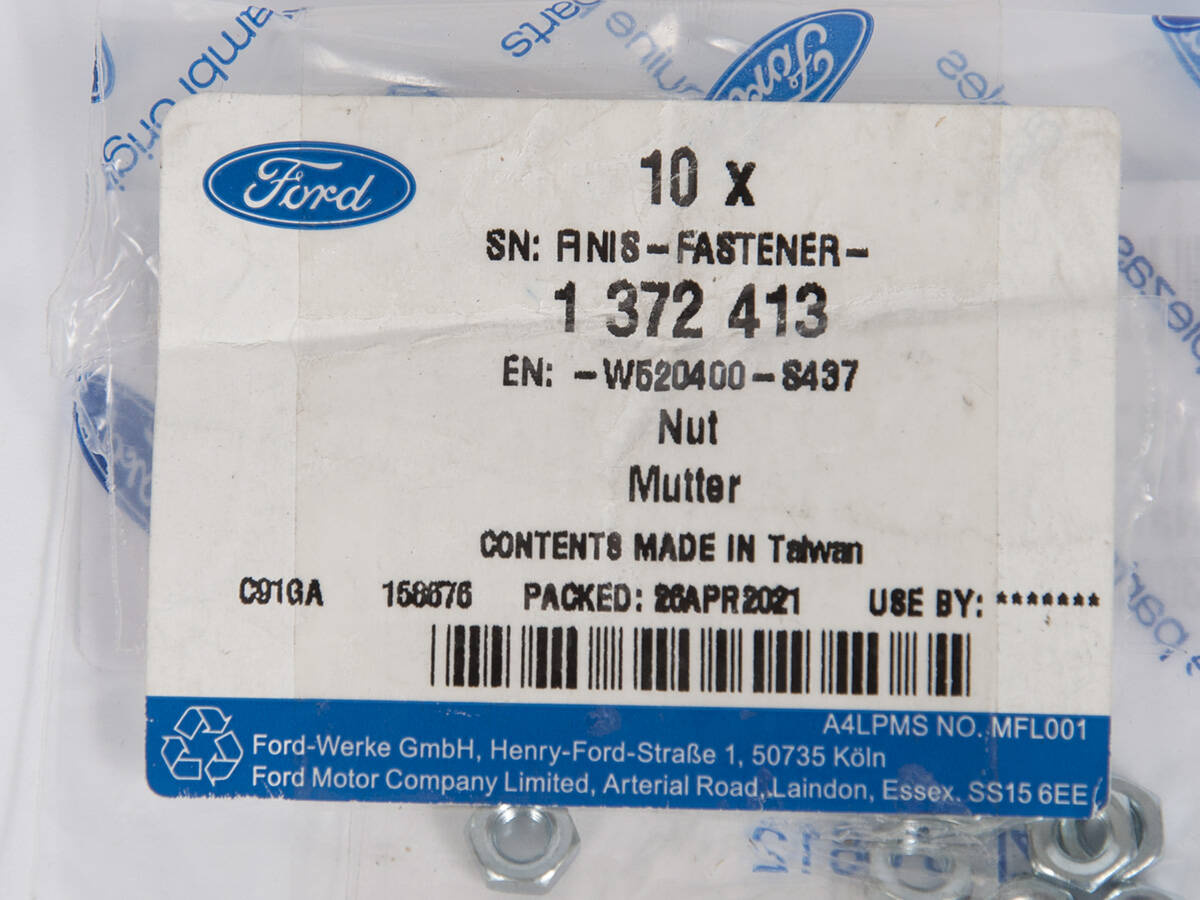 Ford
10 x
SN: FINIS-FASTENER-
1 372 413
EN: -W520400-S437
Nut
Mutter
CONTENTS MADE IN Taiwan
C91GA 156676 PACKED: 26APR2021 USE BY: *******
A4LPMS NO. MFL001
Ford-Werke GmbH, Henry-Ford-Straße 1, 50735 Köln
Ford Motor Company Limited, Arterial Road, Laindon, Essex. SS15 6EE
Ford